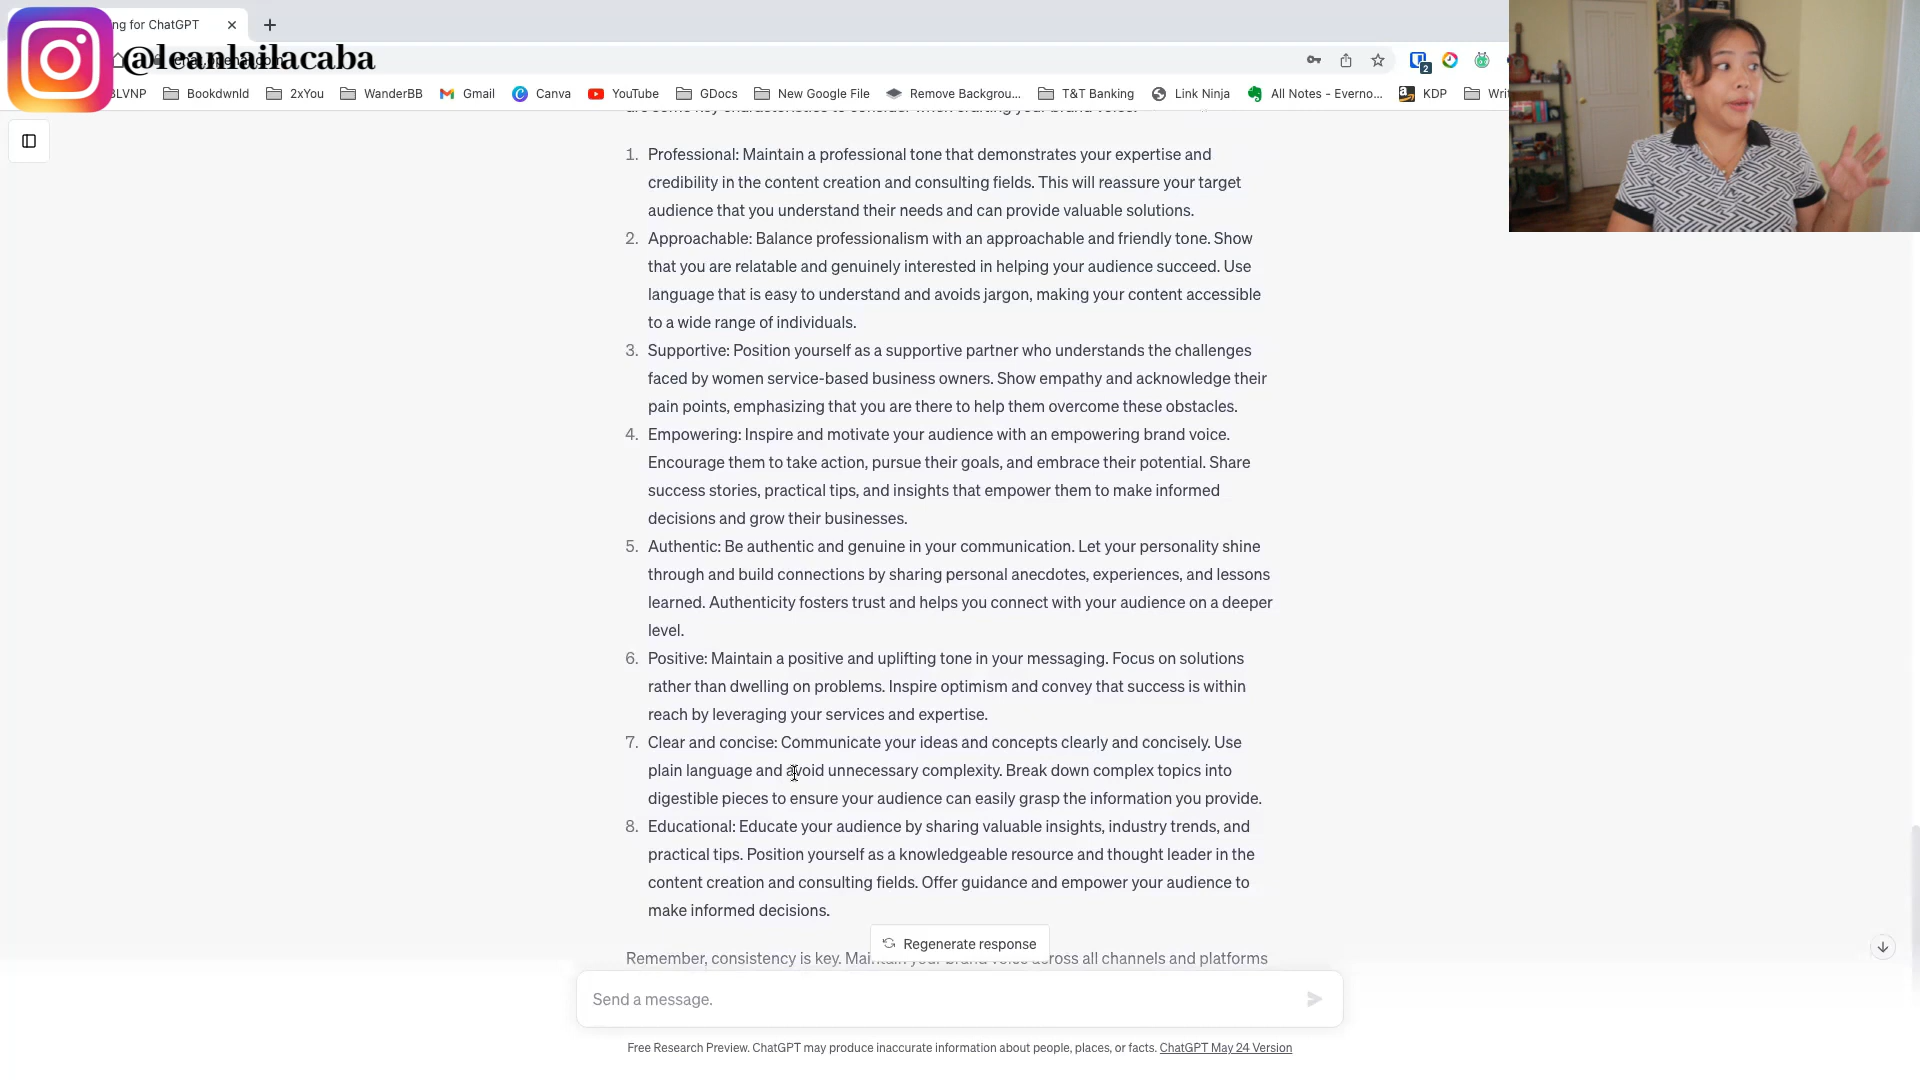 ng for ChatGPT
@leanlailacaba
2
BLVNP
Bookdwnld
2xYou
WanderBB
Gmail
Canva
YouTube
GDocs
New Google File
Remove Backgrou...
T&T Banking
Link Ninja
All Notes - Everno...
KDP
Writ
are some key characteristics to consider when crafting your brand voice:
1. Professional: Maintain a professional tone that demonstrates your expertise and
credibility in the content creation and consulting fields. This will reassure your target
audience that you understand their needs and can provide valuable solutions.
2. Approachable: Balance professionalism with an approachable and friendly tone. Show
that you are relatable and genuinely interested in helping your audience succeed. Use
language that is easy to understand and avoids jargon, making your content accessible
to a wide range of individuals.
3. Supportive: Position yourself as a supportive partner who understands the challenges
faced by women service-based business owners. Show empathy and acknowledge their
pain points, emphasizing that you are there to help them overcome these obstacles.
4. Empowering: Inspire and motivate your audience with an empowering brand voice.
Encourage them to take action, pursue their goals, and embrace their potential. Share
success stories, practical tips, and insights that empower them to make informed
decisions and grow their businesses.
5. Authentic: Be authentic and genuine in your communication. Let your personality shine
through and build connections by sharing personal anecdotes, experiences, and lessons
learned. Authenticity fosters trust and helps you connect with your audience on a deeper
level.
6. Positive: Maintain a positive and uplifting tone in your messaging. Focus on solutions
rather than dwelling on problems. Inspire optimism and convey that success is within
reach by leveraging your services and expertise.
7. Clear and concise: Communicate your ideas and concepts clearly and concisely. Use
plain language and avoid unnecessary complexity. Break down complex topics into
digestible pieces to ensure your audience can easily grasp the information you provide.
8. Educational: Educate your audience by sharing valuable insights, industry trends, and
practical tips. Position yourself as a knowledgeable resource and thought leader in the
content creation and consulting fields. Offer guidance and empower your audience to
make informed decisions.
Regenerate response
Remember, consistency is key. Maintain your brand voice across all channels and platforms
Send a message.
Free Research Preview. ChatGPT may produce inaccurate information about people, places, or facts. ChatGPT May 24 Version